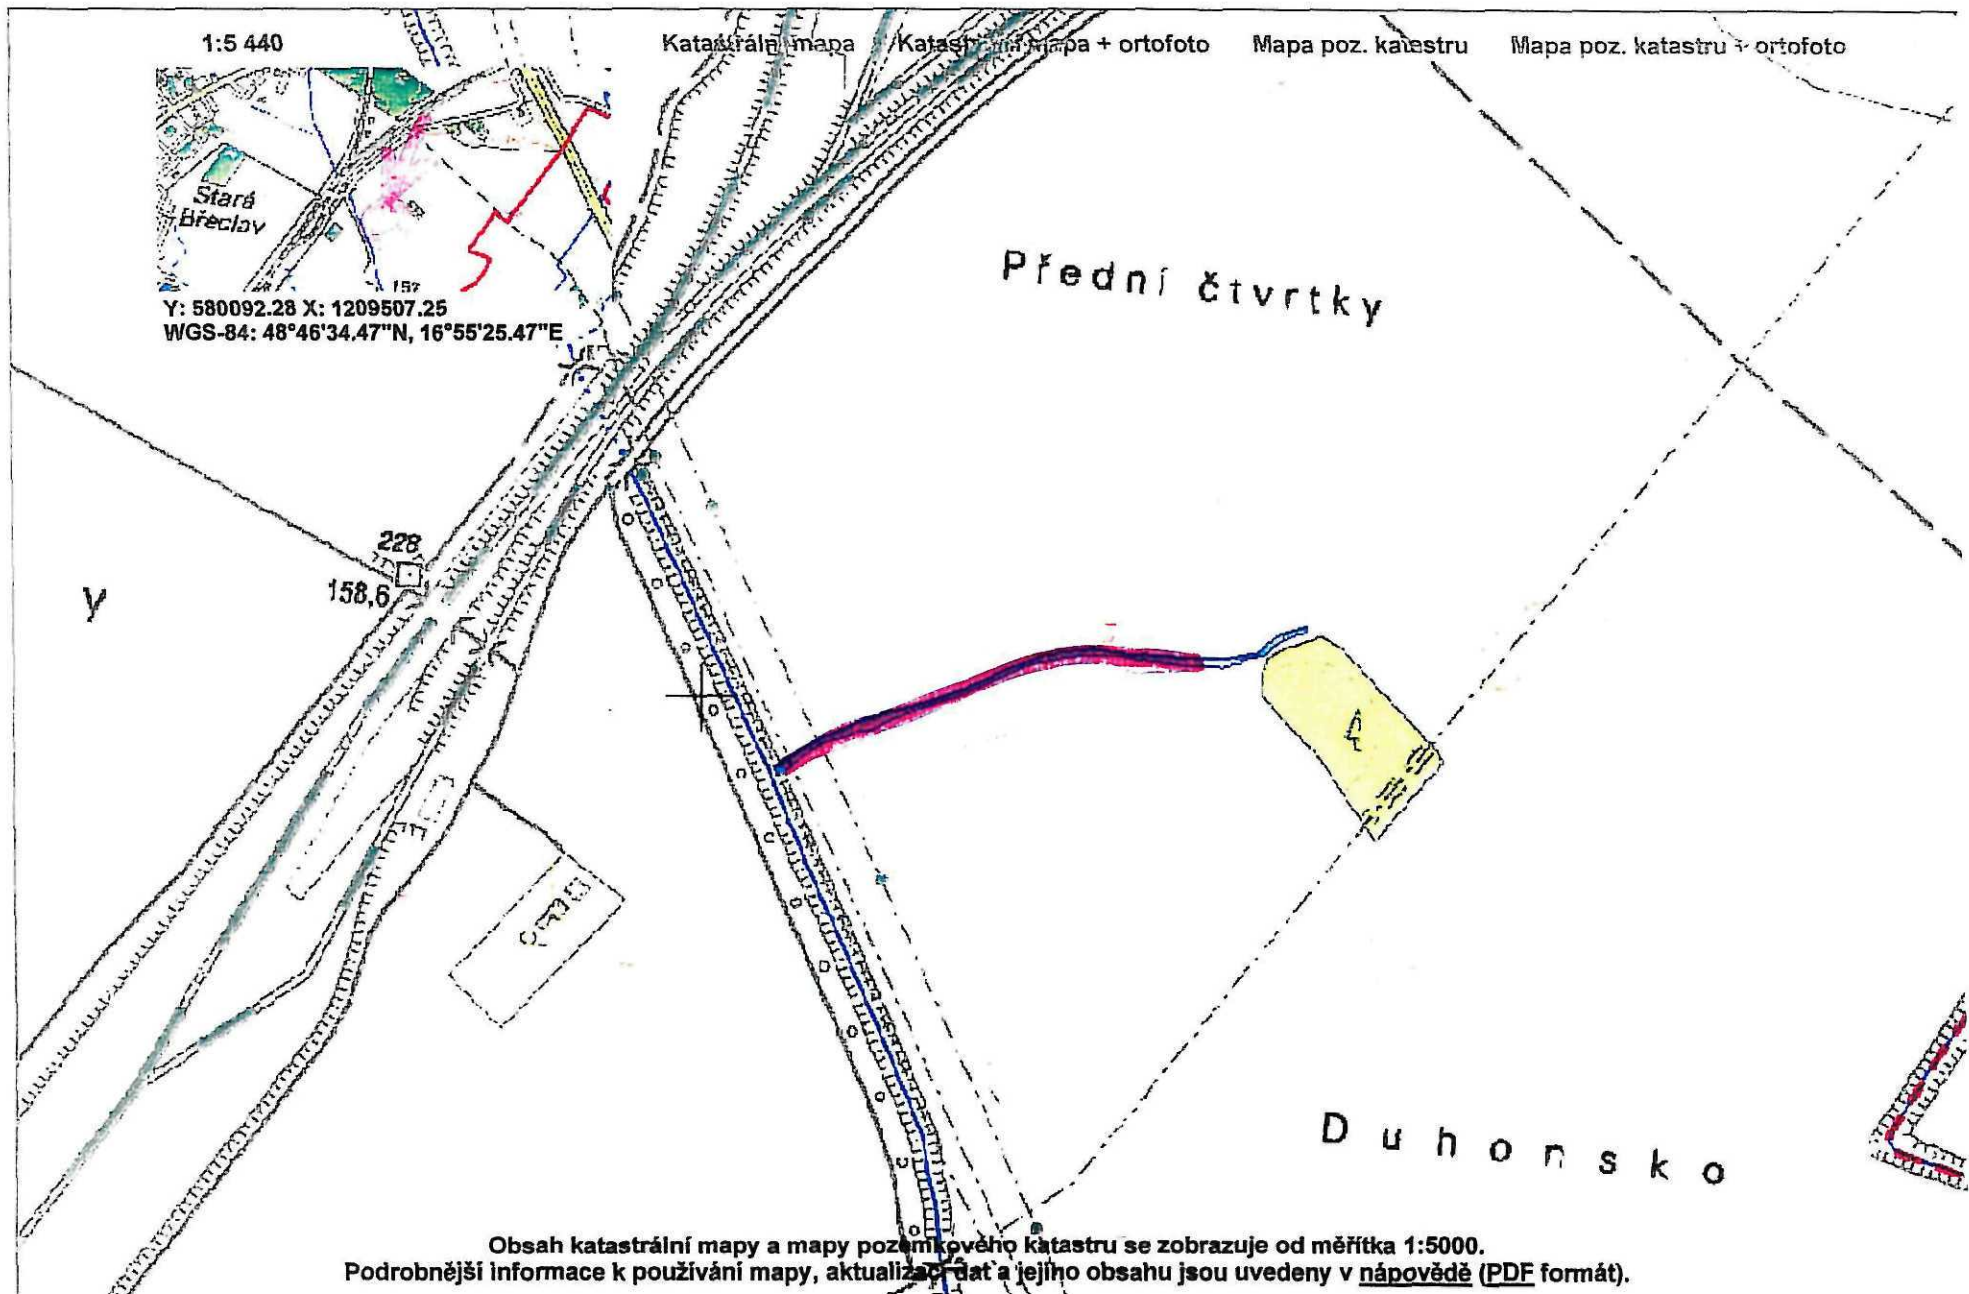 1:5 440
Katastrální mapa Katastrální mapa + ortofoto Mapa poz. katastru Mapa poz. katastru + ortofoto
Stará
Břeclav
157
Y: 580092.28 X: 1209507.25
WGS-84: 48°46'34.47"N, 16°55'25.47"E
Přední čtvrtky
228
158,6
y
Duhonsko
Obsah katastrální mapy a mapy pozemkového katastru se zobrazuje od měřítka 1:5000.
Podrobnější informace k používání mapy, aktualizaci dat a jejího obsahu jsou uvedeny v nápovědě (PDF formát).